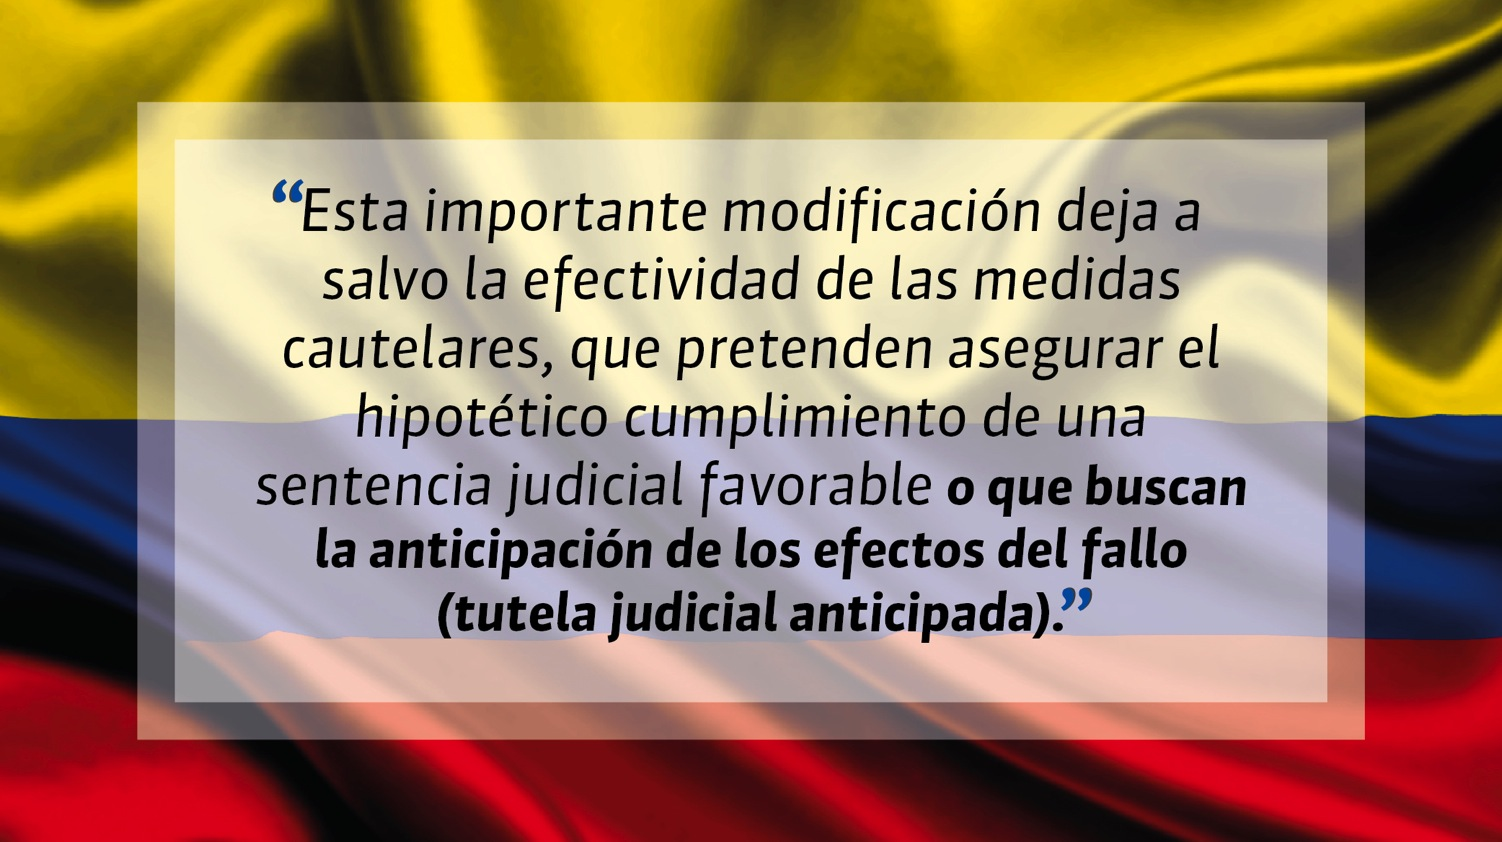 “Esta importante modificación deja a
salvo la efectividad de las medidas
cautelares, que pretenden asegurar el
hipotético cumplimiento de una
sentencia judicial favorable o que buscan
la anticipación de los efectos del fallo
(tutela judicial anticipada).”